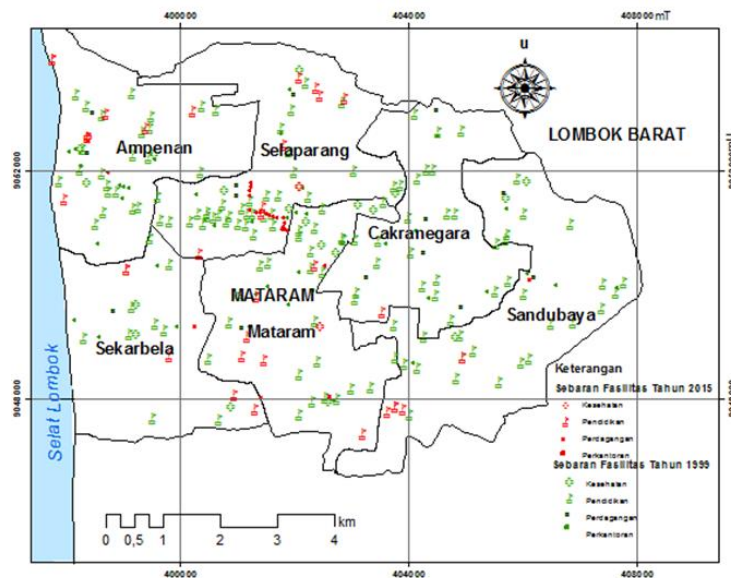 400000 404000 408000 mT
U
LOMBOK BARAT
Ampenan
Selaparang
Cakranegara
MATARAM
Mataram
Sandubaya
Sekarbela
Selat Lombok
Keterangan
Sebaran Fasilitas Tahun 2015
Kesehatan
Pendidikan
Perdagangan
Perkantoran
Sebaran Fasilitas Tahun 1999
Kesehatan
Pendidikan
Perdagangan
Perkantoran
km
0 0,5 1 2 3 4
400000 404000 408000